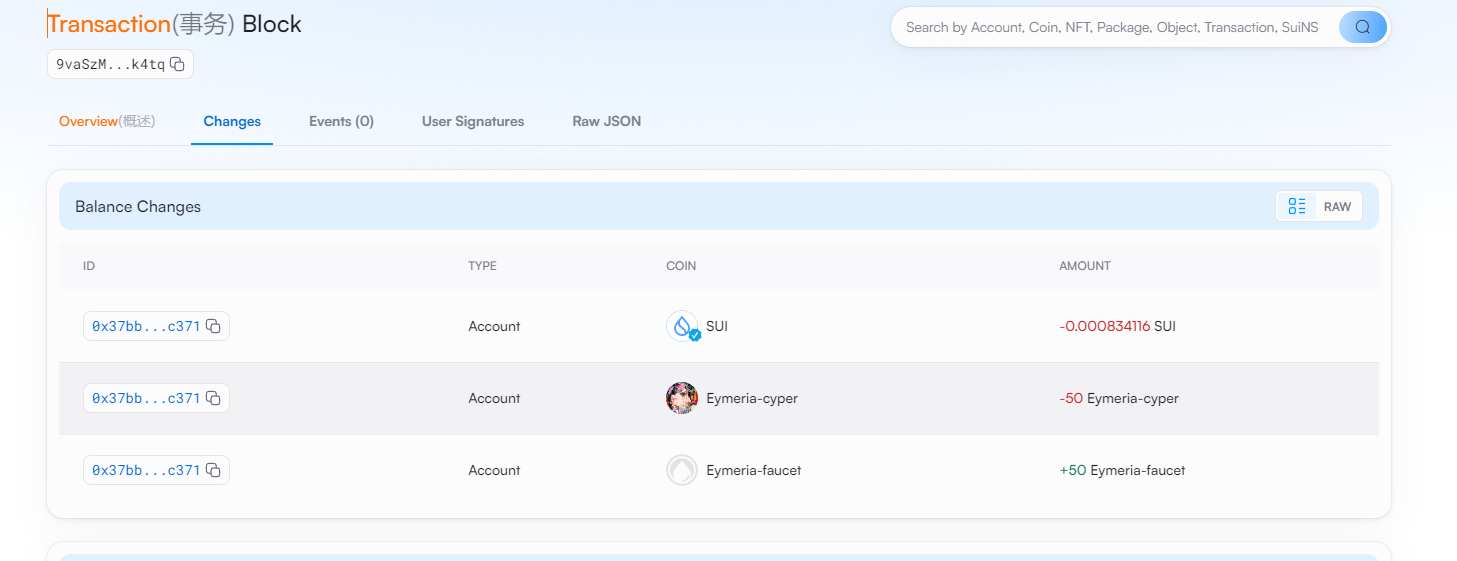 Transaction(事务) Block
Search by Account, Coin, NFT, Package, Object, Transaction, SuiNS
9vaSzM...k4tq
Overview(概述) Changes Events (0) User Signatures Raw JSON
Balance Changes RAW
ID TYPE COIN AMOUNT
0x37bb...c371 Account SUI -0.000834116 SUI
0x37bb...c371 Account Eymeria-cyper -50 Eymeria-cyper
0x37bb...c371 Account Eymeria-faucet +50 Eymeria-faucet